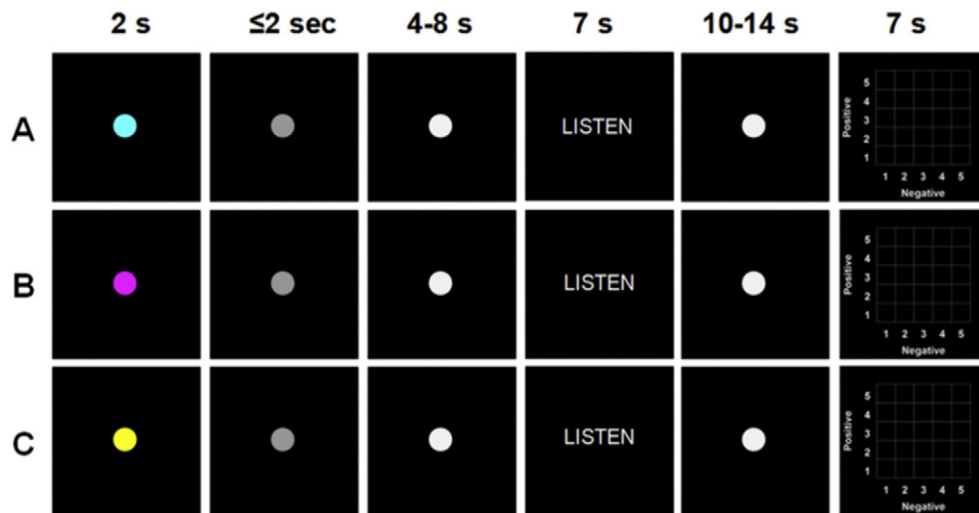 2 s ≤2 sec 4-8 s 7 s 10-14 s 7 s
A LISTEN
5
4
3
2
1
Positive
1 2 3 4 5
Negative
B LISTEN
5
4
3
2
1
Positive
1 2 3 4 5
Negative
C LISTEN
5
4
3
2
1
Positive
1 2 3 4 5
Negative